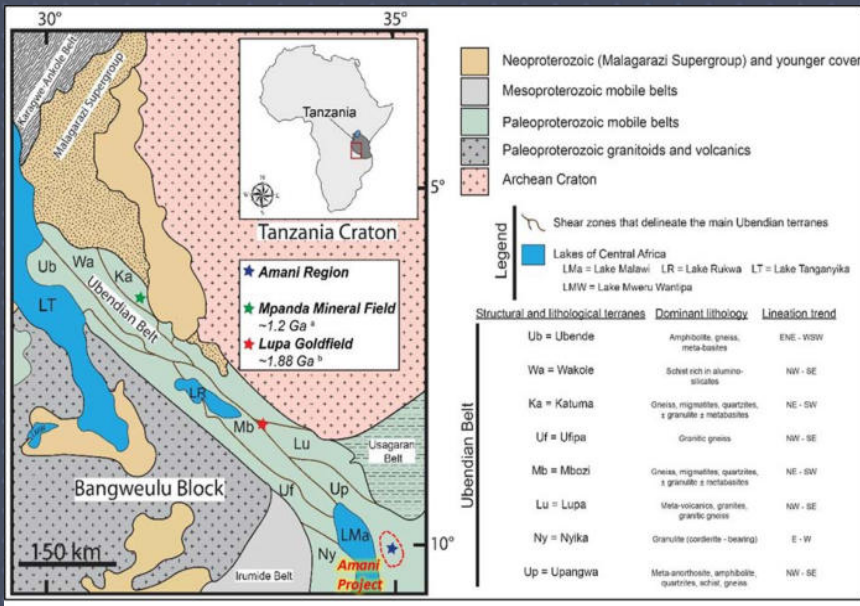 30°
35°
Karagwe-Ankole Belt
Malagarazi Supergroup
Tanzania
5°
Tanzania Craton
Ub
Wa
Ka
Ubendian Belt
LT
Amani Region
Mpanda Mineral Field
~1.2 Ga a
Lupa Goldfield
~1.88 Ga b
LR
Mb
Lu
Usagaran
Belt
Bangweulu Block
Uf
Up
LMa
10°
150 km
Ny
Irumide Belt
Amani
Project
Neoproterozoic (Malagarazi Supergroup) and younger cover
Mesoproterozoic mobile belts
Paleoproterozoic mobile belts
Paleoproterozoic granitoids and volcanics
Archean Craton
Legend
Shear zones that delineate the main Ubendian terranes
Lakes of Central Africa
LMa = Lake Malawi LR = Lake Rukwa LT = Lake Tanganyika
LMW = Lake Mweru Wantipa
Structural and lithological terranes Dominant lithology Lineation trend
Ubendian Belt
Ub = Ubende Amphibolite, gneiss, ENE - WSW
meta-basites
Wa = Wakole Schist rich in alumino- NW - SE
silicates
Ka = Katuma Gneiss, migmatites, quartzites, NE - SW
± granulite ± metabasites
Uf = Ufipa Granitic gneiss NW - SE
Mb = Mbozi Gneiss, migmatites, quartzites, NE - SW
± granulite ± metabasites
Lu = Lupa Meta-volcanics, granites, NW - SE
granitic gneiss
Ny = Nyika Granulite (cordierite - bearing) E - W
Up = Upangwa Meta-anorthosite, amphibolite, NW - SE
quartzite, schist, gneiss